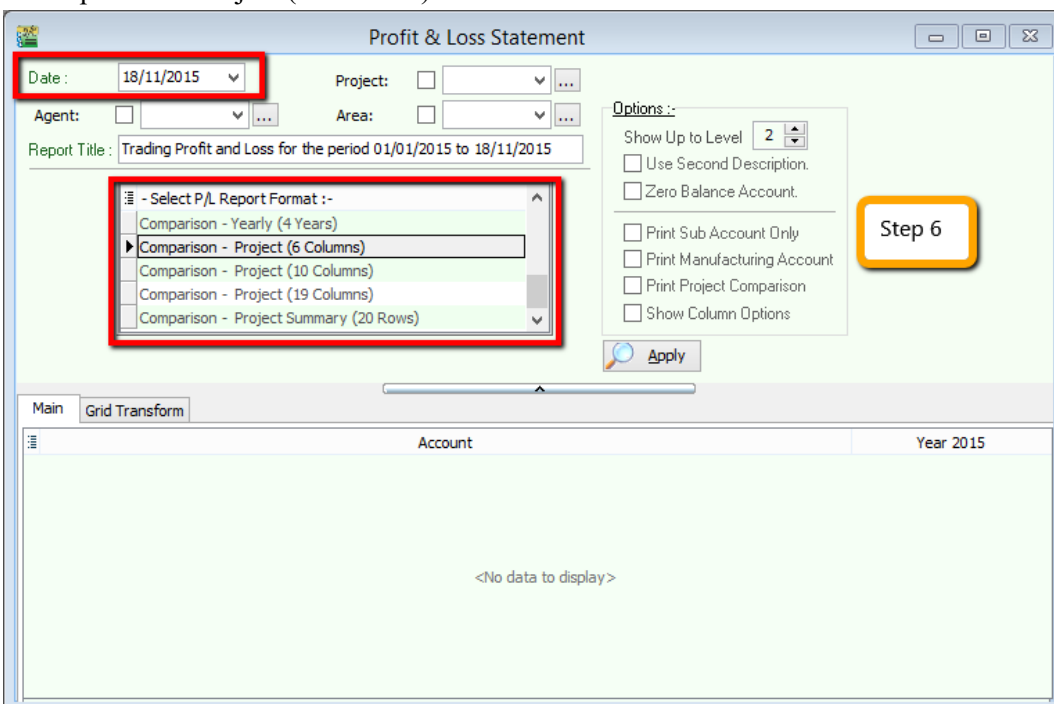 Profit & Loss Statement
Date : 18/11/2015 Project: ...
Agent: ... Area: ...
Report Title : Trading Profit and Loss for the period 01/01/2015 to 18/11/2015
- Select P/L Report Format :-
Comparison - Yearly (4 Years)
Comparison - Project (6 Columns)
Comparison - Project (10 Columns)
Comparison - Project (19 Columns)
Comparison - Project Summary (20 Rows)
Options :-
Show Up to Level 2
Use Second Description.
Zero Balance Account.
Print Sub Account Only
Print Manufacturing Account
Print Project Comparison
Show Column Options
Apply
Step 6
Main Grid Transform
Account Year 2015
<No data to display>